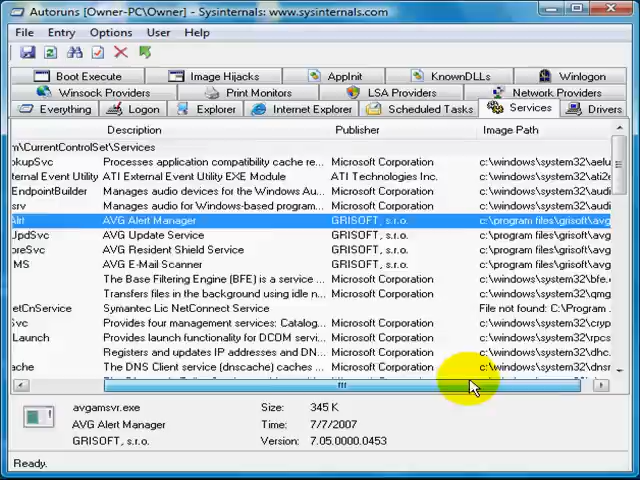 Autoruns [Owner-PC\Owner] - Sysinternals: www.sysinternals.com
File Entry Options User Help
Boot Execute Image Hijacks AppInit KnownDLLs Winlogon
Winsock Providers Print Monitors LSA Providers Network Providers
Everything Logon Explorer Internet Explorer Scheduled Tasks Services Drivers
Description Publisher Image Path
m\CurrentControlSet\Services
okupSvc Processes application compatibility cache re... Microsoft Corporation c:\windows\system32\aelu
ternal Event Utility ATI External Event Utility EXE Module ATI Technologies Inc. c:\windows\system32\ati2e
EndpointBuilder Manages audio devices for the Windows Au... Microsoft Corporation c:\windows\system32\audi
srv Manages audio for Windows-based program... Microsoft Corporation c:\windows\system32\audi
Alrt AVG Alert Manager GRISOFT, s.r.o. c:\program files\grisoft\avg
UpdSvc AVG Update Service GRISOFT, s.r.o. c:\program files\grisoft\avg
oreSvc AVG Resident Shield Service GRISOFT, s.r.o. c:\program files\grisoft\avg
MS AVG E-Mail Scanner GRISOFT, s.r.o. c:\program files\grisoft\avg
The Base Filtering Engine (BFE) is a servic... Microsoft Corporation c:\windows\system32\bfe.
Transfers files in the background using idle n... Microsoft Corporation c:\windows\system32\qmg
etCnService Symantec Lic NetConnect Service File not found: C:\Program
Svc Provides four management services: Catalog... Microsoft Corporation c:\windows\system32\cryp
Launch Provides launch functionality for DCOM servi... Microsoft Corporation c:\windows\system32\rpcs
Registers and updates IP addresses and DN... Microsoft Corporation c:\windows\system32\dhc
ache The DNS Client service (dnscache) caches ... Microsoft Corporation c:\windows\system32\dnsr
avgamsvr.exe Size: 345 K
AVG Alert Manager Time: 7/7/2007
GRISOFT, s.r.o. Version: 7.05.0000.0453
Ready.